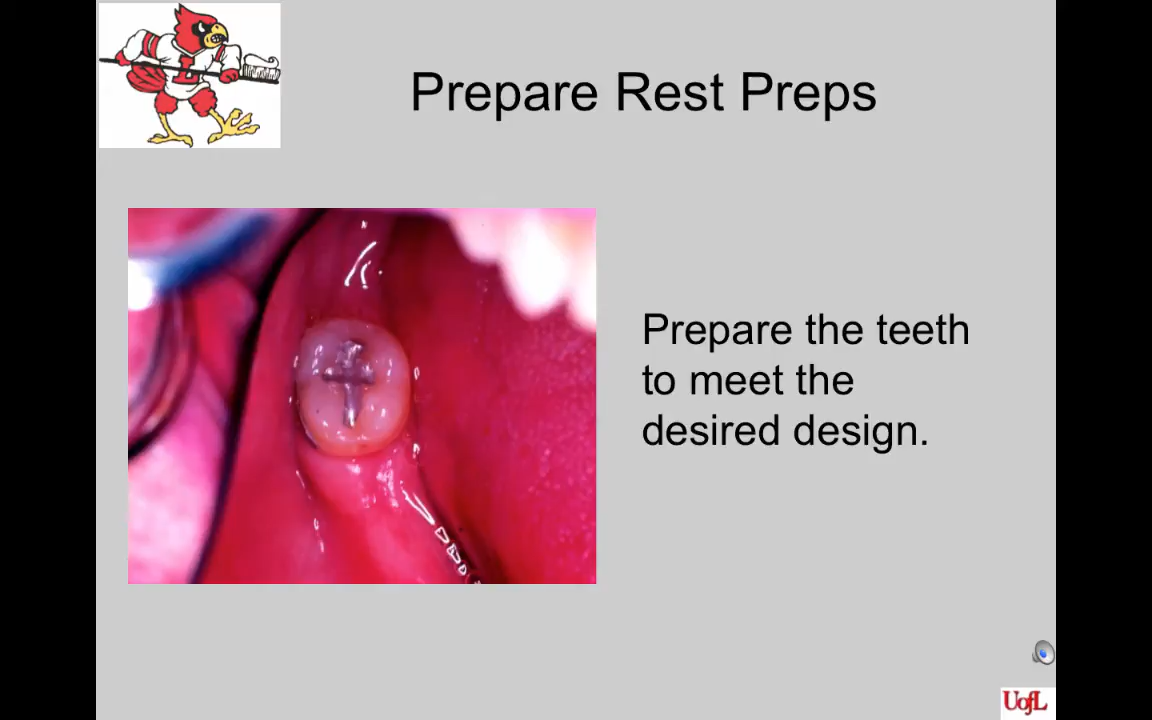 Prepare Rest Preps
Prepare the teeth
to meet the
desired design.
L
UofL